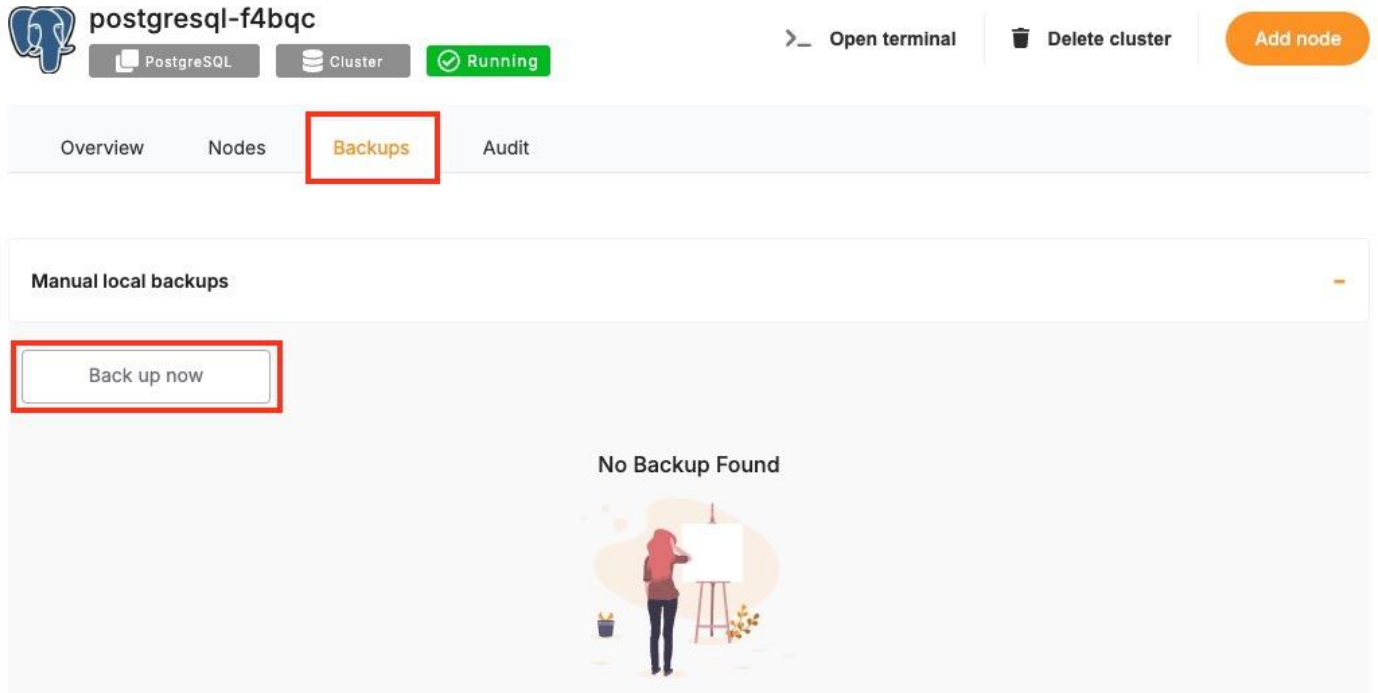 postgresql-f4bqc
PostgreSQL
Cluster
Running
>_ Open terminal
Delete cluster
Add node
Overview
Nodes
Backups
Audit
Manual local backups
Back up now
No Backup Found